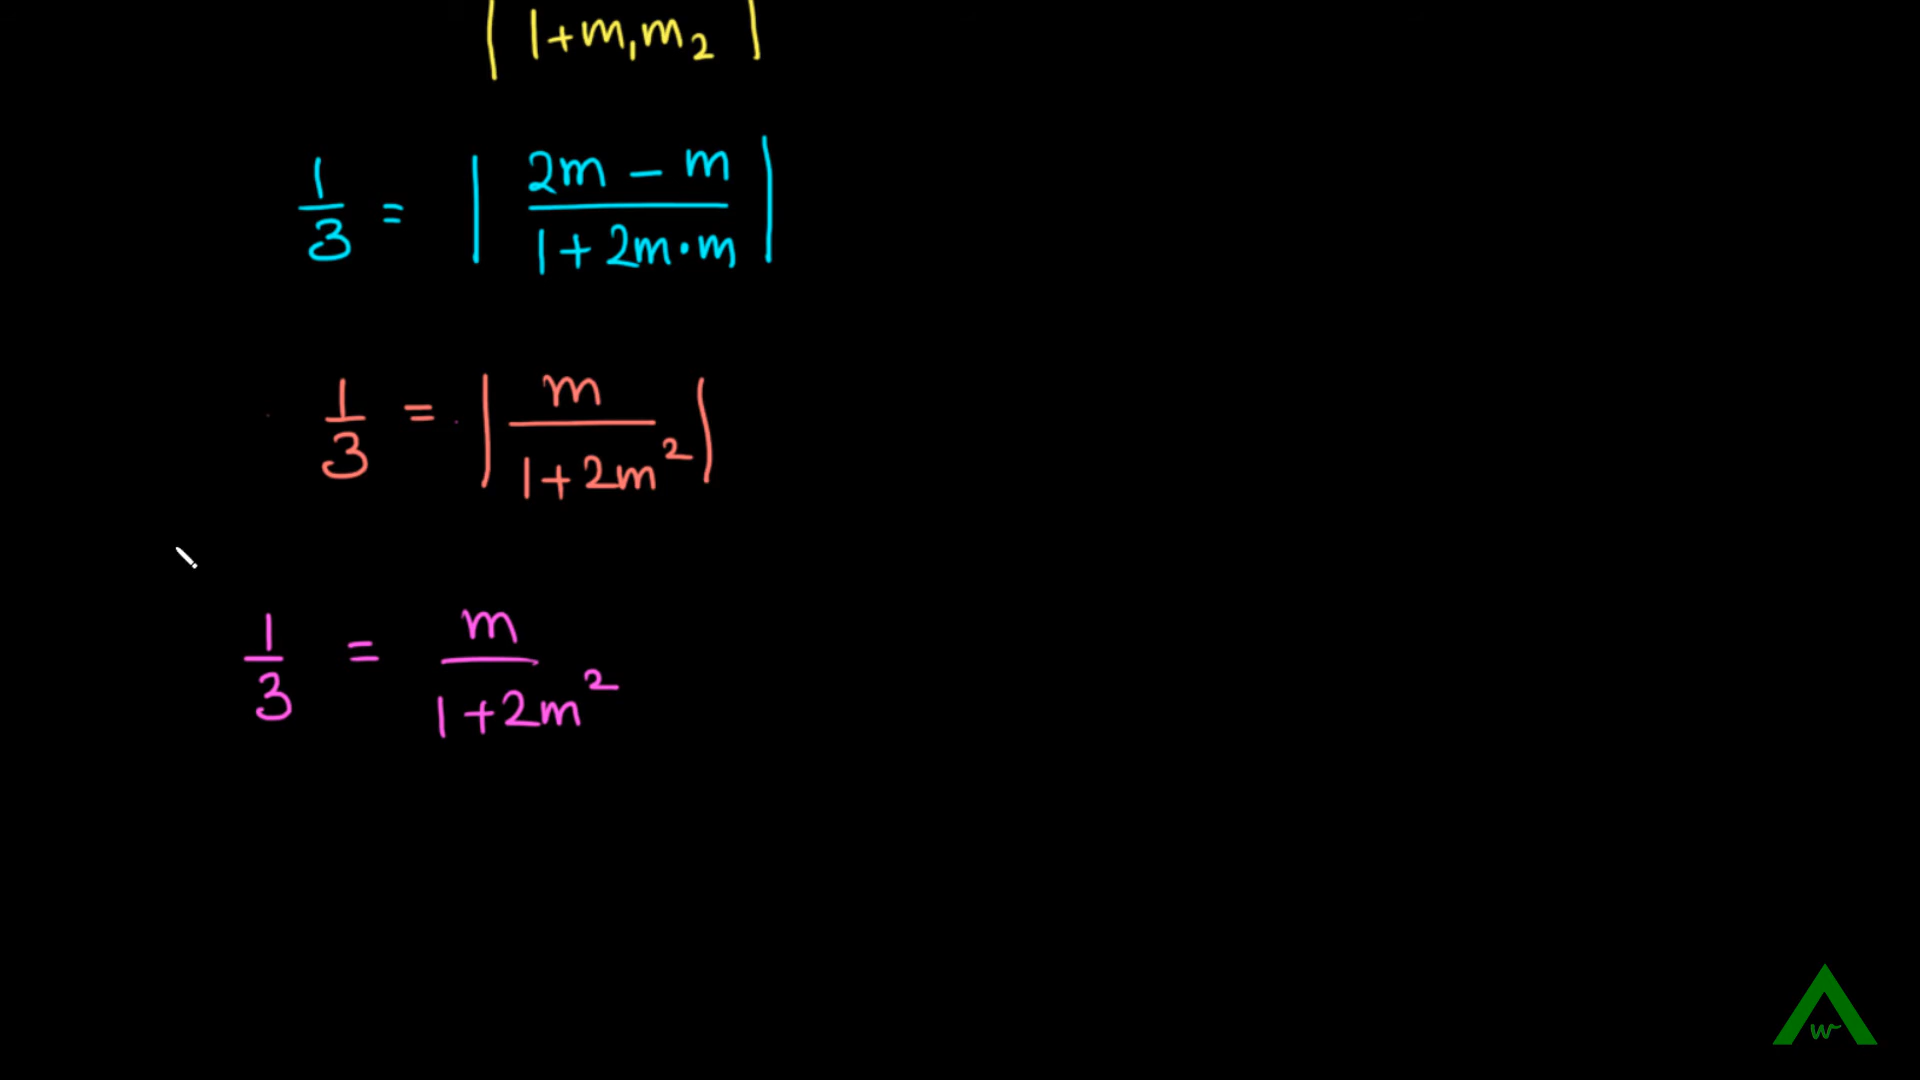 | 1+m₁m₂ |
1/3 = | (2m − m)/(1+2m·m) |
1/3 = | m/(1+2m²) |
1/3 = m/(1+2m²)
w